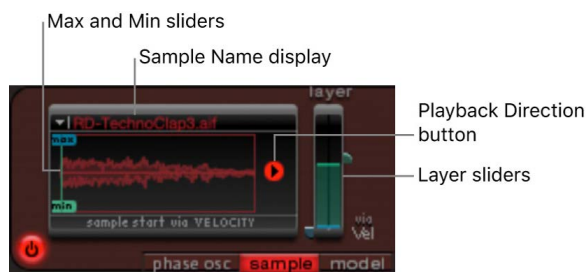 Max and Min sliders
Sample Name display
layer
RD-TechnoClap3.aif
Playback Direction
button
max
Layer sliders
min
sample start via VELOCITY
via
Vel
phase osc sample model